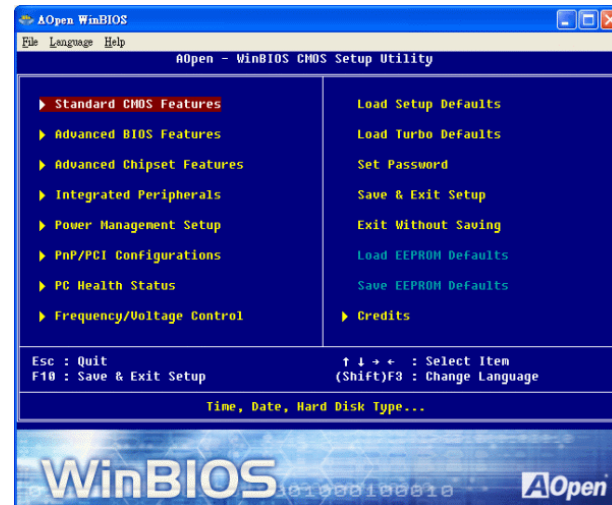 AOpen WinBIOS
File Language Help
AOpen - WinBIOS CMOS Setup Utility
Standard CMOS Features
Advanced BIOS Features
Advanced Chipset Features
Integrated Peripherals
Power Management Setup
PnP/PCI Configurations
PC Health Status
Frequency/Voltage Control
Load Setup Defaults
Load Turbo Defaults
Set Password
Save & Exit Setup
Exit Without Saving
Load EEPROM Defaults
Save EEPROM Defaults
Credits
Esc : Quit
F10 : Save & Exit Setup
↑ ↓ → ← : Select Item
(Shift)F3 : Change Language
Time, Date, Hard Disk Type...
WinBIOS
AOpen